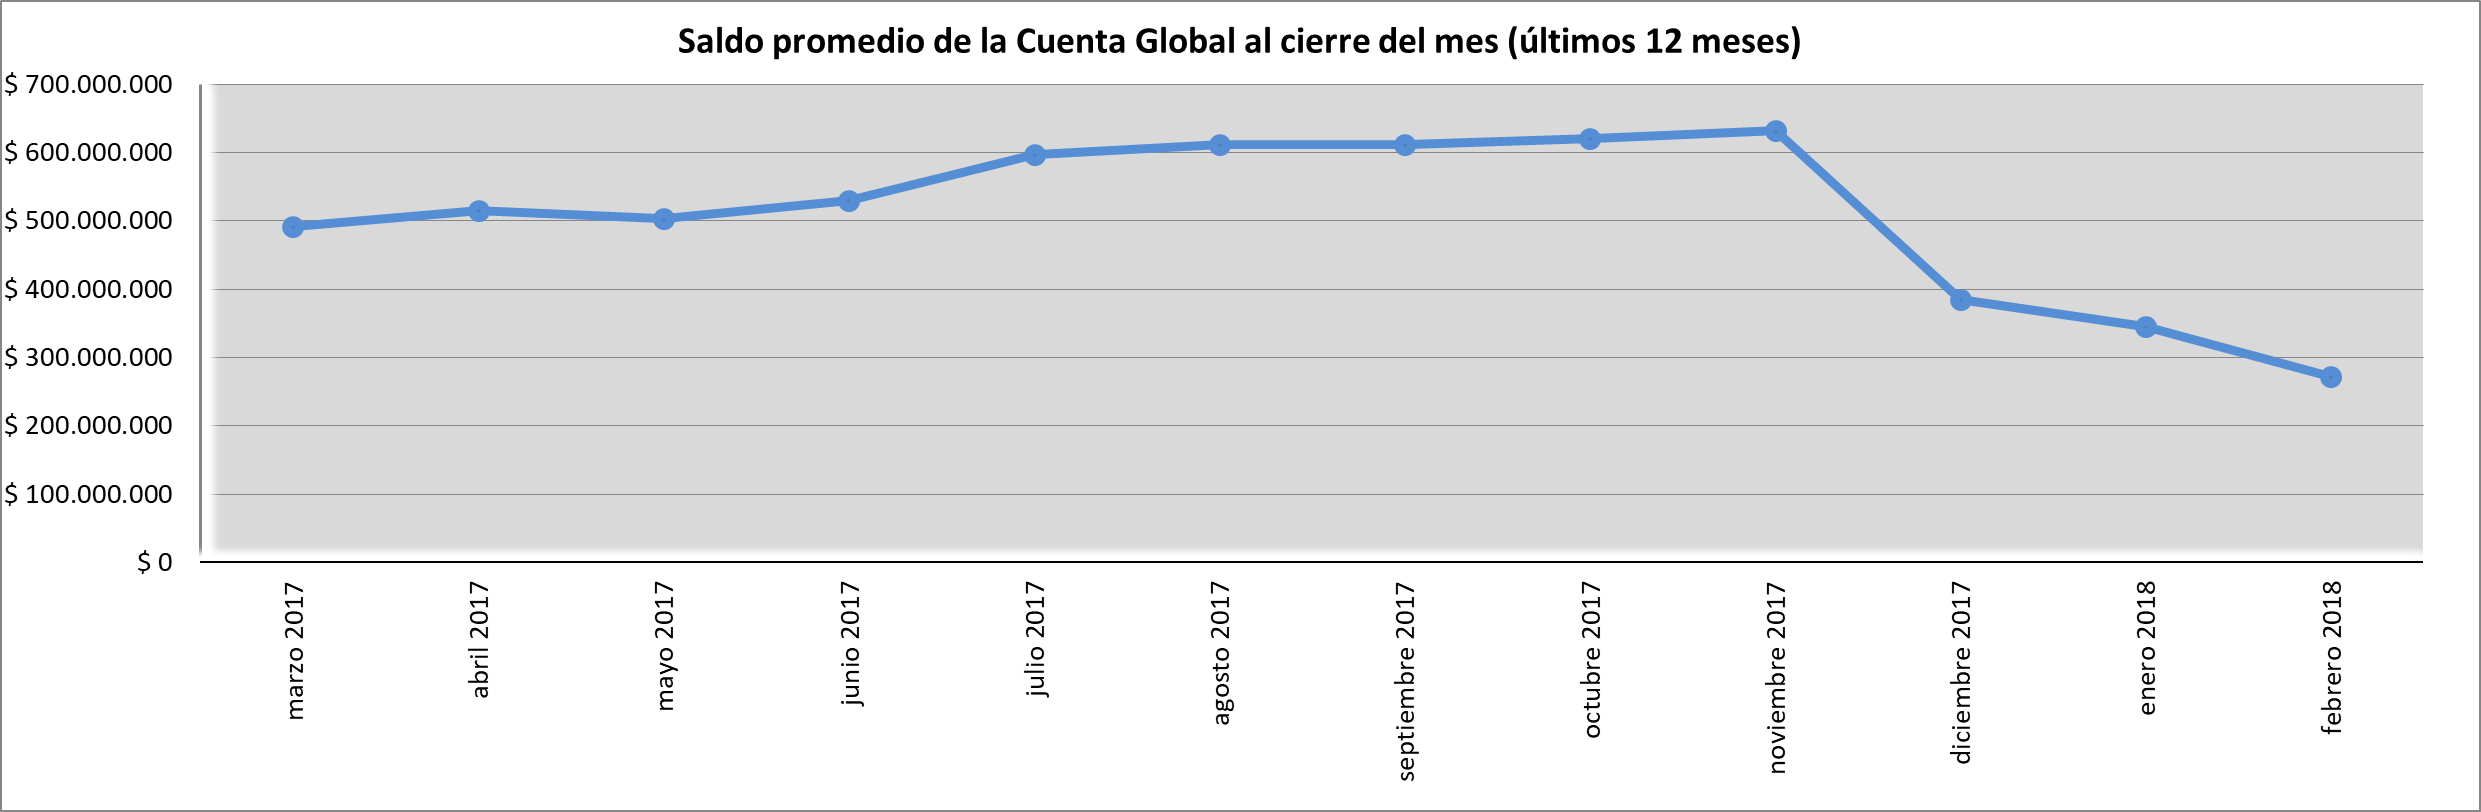 Saldo promedio de la Cuenta Global al cierre del mes (últimos 12 meses)
$ 700.000.000
$ 600.000.000
$ 500.000.000
$ 400.000.000
$ 300.000.000
$ 200.000.000
$ 100.000.000
$ 0
marzo 2017
abril 2017
mayo 2017
junio 2017
julio 2017
agosto 2017
septiembre 2017
octubre 2017
noviembre 2017
diciembre 2017
enero 2018
febrero 2018